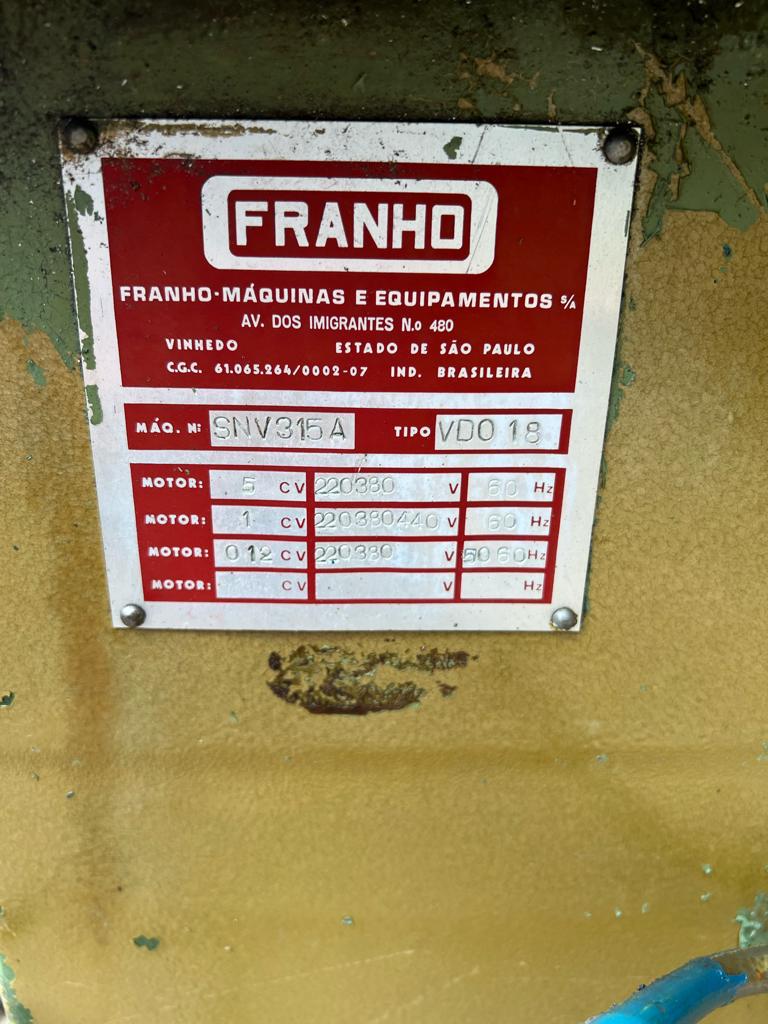 FRANHO
FRANHO-MÁQUINAS E EQUIPAMENTOS S/A
AV. DOS IMIGRANTES N.o 480
VINHEDO ESTADO DE SÃO PAULO
C.G.C. 61.065.264/0002-07 IND. BRASILEIRA
MÁQ. Nº SNV315A TIPO VDO 18
MOTOR: 5 CV 220380 V 60 Hz
MOTOR: 1 CV 220380440 V 60 Hz
MOTOR: 012 CV 220380 V 50 60 Hz
MOTOR: CV V Hz